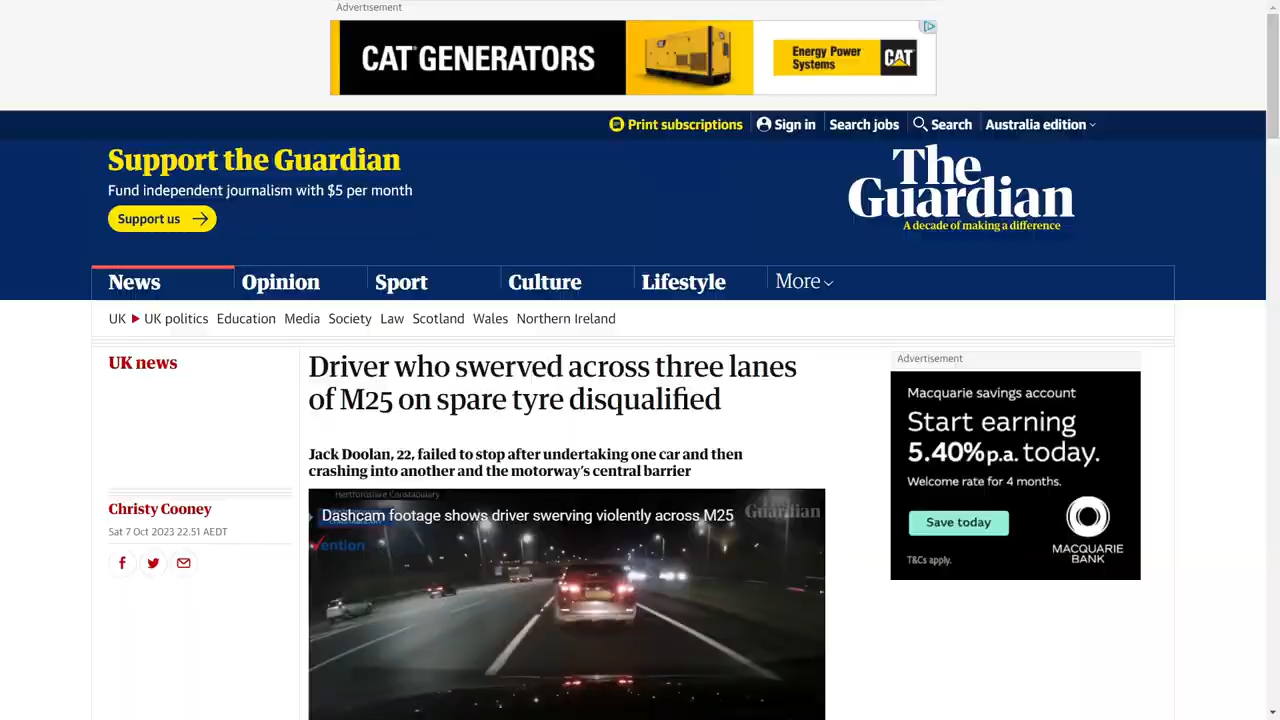 Advertisement
CAT GENERATORS
Energy Power
Systems
CAT
Print subscriptions
Sign in
Search jobs
Search
Australia edition
Support the Guardian
Fund independent journalism with $5 per month
Support us
The
Guardian
A decade of making a difference
News
Opinion
Sport
Culture
Lifestyle
More
UK
UK politics
Education
Media
Society
Law
Scotland
Wales
Northern Ireland
UK news
Driver who swerved across three lanes
of M25 on spare tyre disqualified
Jack Doolan, 22, failed to stop after undertaking one car and then
crashing into another and the motorway's central barrier
Christy Cooney
Sat 7 Oct 2023 22.51 AEDT
Hertfordshire Constabulary
Dashcam footage shows driver swerving violently across M25
The
Guardian
Advertisement
Macquarie savings account
Start earning
5.40% p.a. today.
Welcome rate for 4 months.
Save today
T&Cs apply.
MACQUARIE
BANK